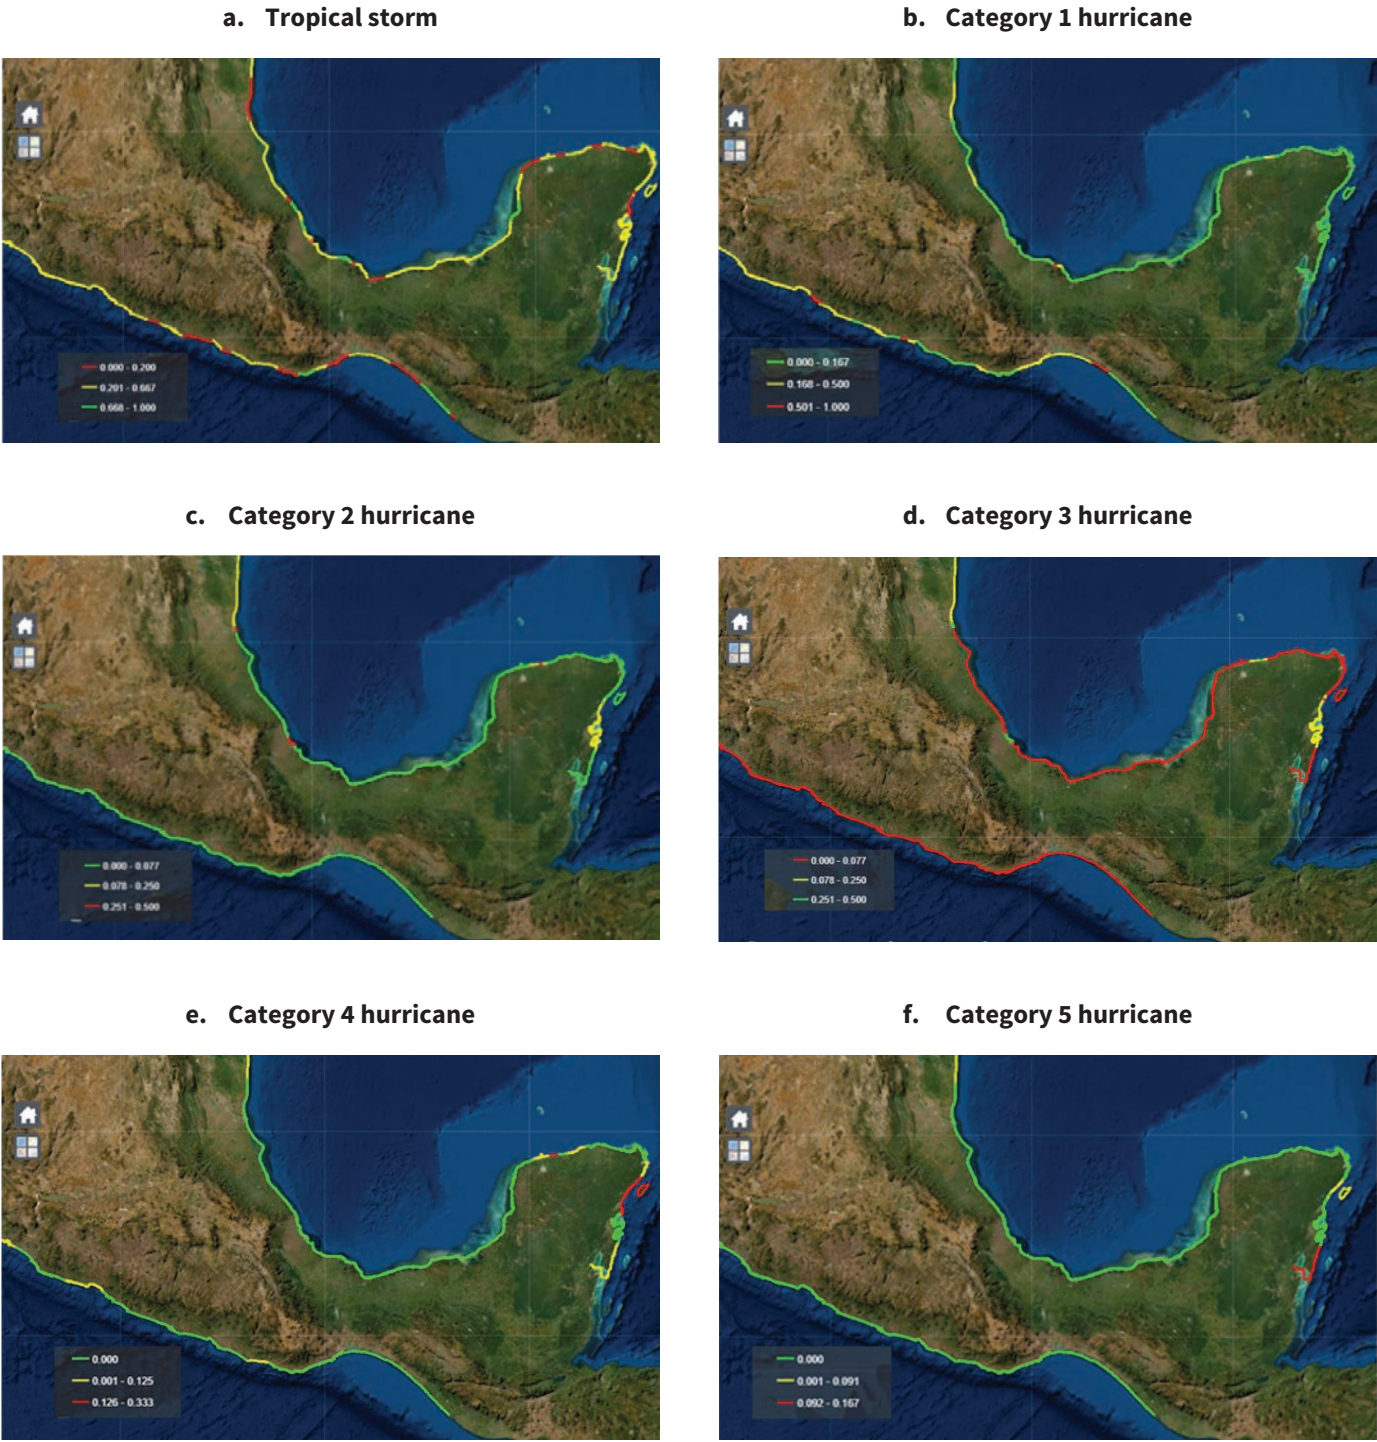 a. Tropical storm
b. Category 1 hurricane
0.000 - 0.200
0.201 - 0.667
0.668 - 1.000
0.000 - 0.167
0.168 - 0.500
0.501 - 1.000
c. Category 2 hurricane
d. Category 3 hurricane
0.000 - 0.077
0.078 - 0.250
0.251 - 0.500
0.000 - 0.077
0.078 - 0.250
0.251 - 0.500
e. Category 4 hurricane
f. Category 5 hurricane
0.000
0.001 - 0.125
0.126 - 0.333
0.000
0.001 - 0.091
0.092 - 0.167